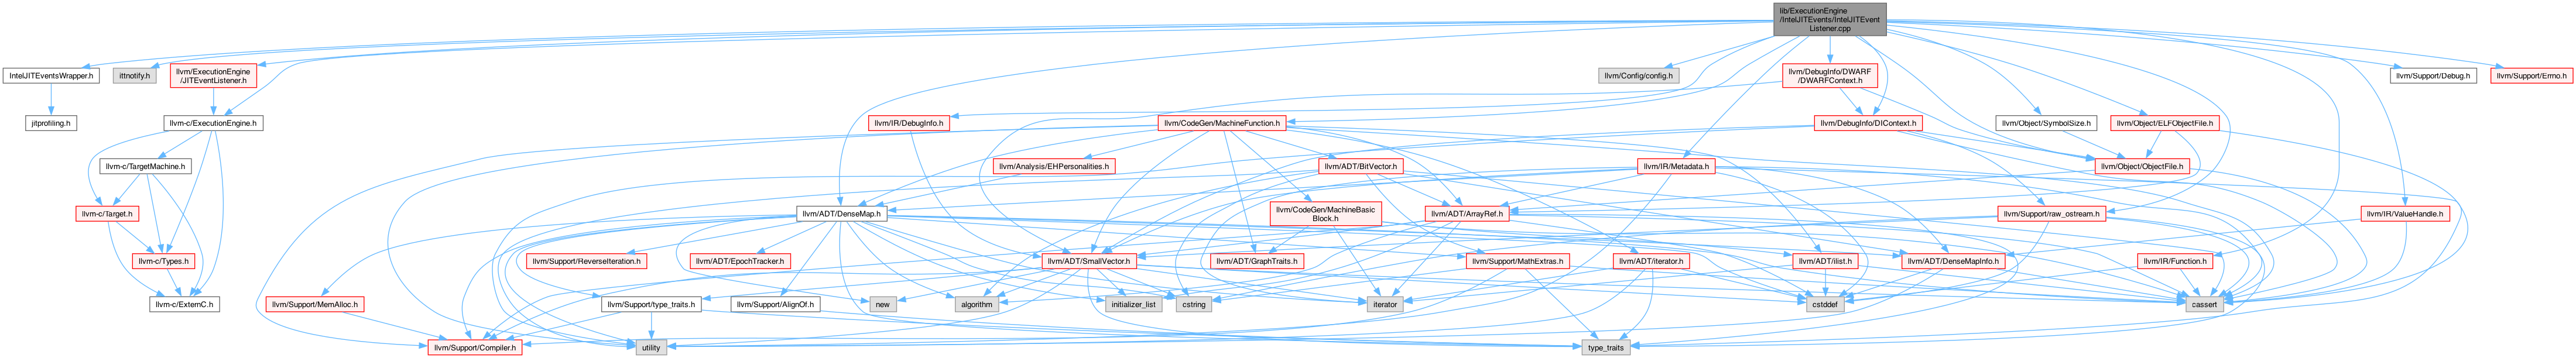 lib/ExecutionEngine
/IntelJITEvents/IntelJITEvent
Listener.cpp
IntelJITEventsWrapper.h
ittnotify.h
llvm/ExecutionEngine
/JITEventListener.h
llvm/Config/config.h
llvm/DebugInfo/DWARF
/DWARFContext.h
llvm/Support/Debug.h
llvm/Support/Errno.h
jitprofiling.h
llvm-c/ExecutionEngine.h
llvm/IR/DebugInfo.h
llvm/CodeGen/MachineFunction.h
llvm/DebugInfo/DIContext.h
llvm/Object/SymbolSize.h
llvm/Object/ELFObjectFile.h
llvm-c/TargetMachine.h
llvm/Analysis/EHPersonalities.h
llvm/ADT/BitVector.h
llvm/IR/Metadata.h
llvm/Object/ObjectFile.h
llvm-c/Target.h
llvm/ADT/DenseMap.h
llvm/CodeGen/MachineBasic
Block.h
llvm/ADT/ArrayRef.h
llvm/Support/raw_ostream.h
llvm/IR/ValueHandle.h
llvm-c/Types.h
llvm/Support/ReverseIteration.h
llvm/ADT/EpochTracker.h
llvm/ADT/SmallVector.h
llvm/ADT/GraphTraits.h
llvm/Support/MathExtras.h
llvm/ADT/iterator.h
llvm/ADT/ilist.h
llvm/ADT/DenseMapInfo.h
llvm/IR/Function.h
llvm-c/ExternC.h
llvm/Support/MemAlloc.h
llvm/Support/type_traits.h
llvm/Support/AlignOf.h
new
algorithm
initializer_list
cstring
iterator
cstddef
cassert
llvm/Support/Compiler.h
utility
type_traits